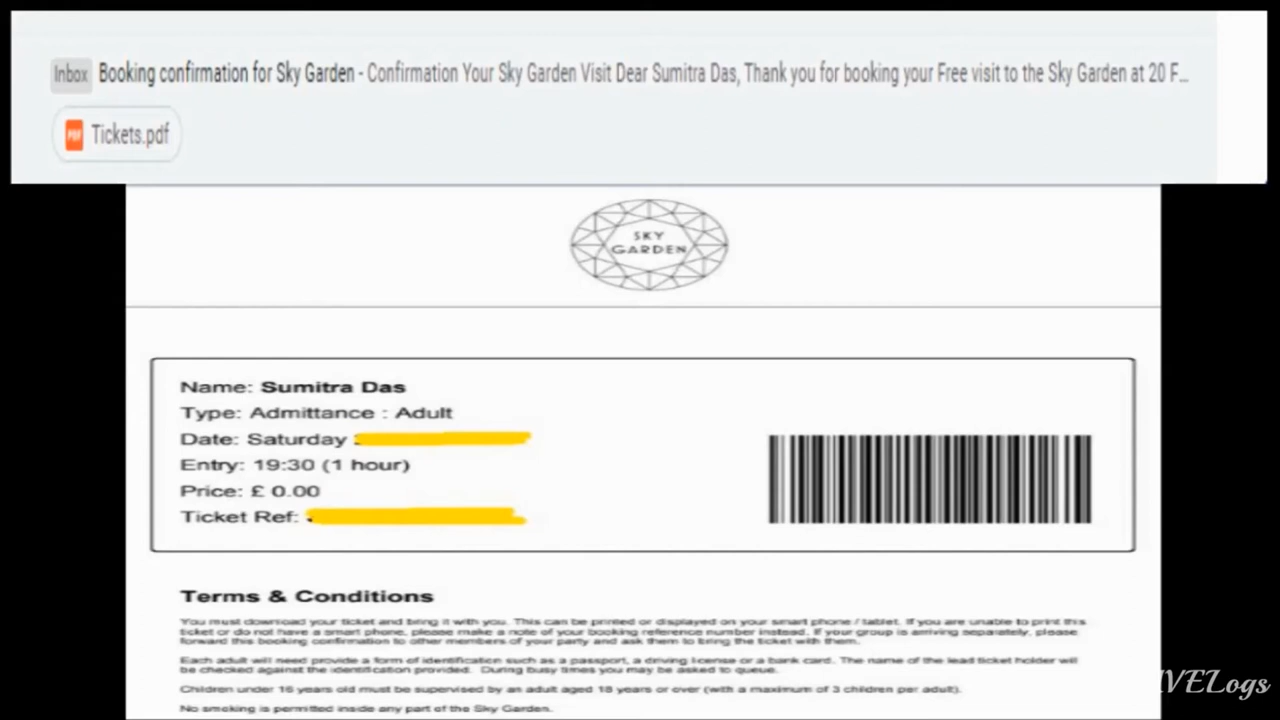 Inbox Booking confirmation for Sky Garden - Confirmation Your Sky Garden Visit Dear Sumitra Das, Thank you for booking your Free visit to the Sky Garden at 20 F...
PDF Tickets.pdf
SKY
GARDEN
Name: Sumitra Das
Type: Admittance : Adult
Date: Saturday
Entry: 19:30 (1 hour)
Price: £ 0.00
Ticket Ref:
Terms & Conditions
You must download your ticket and bring it with you. This can be printed or displayed on your smart phone / tablet. If you are unable to print this
ticket or do not have a smart phone, please make a note of your booking reference number instead. If your group is arriving separately, please
forward this booking confirmation to other members of your party and ask them to bring the ticket with them.
Each adult will need provide a form of identification such as a passport, a driving license or a bank card. The name of the lead ticket holder will
be checked against the identification provided. During busy times you may be asked to queue.
Children under 16 years old must be supervised by an adult aged 18 years or over (with a maximum of 3 children per adult).
No smoking is permitted inside any part of the Sky Garden.
IVELogs